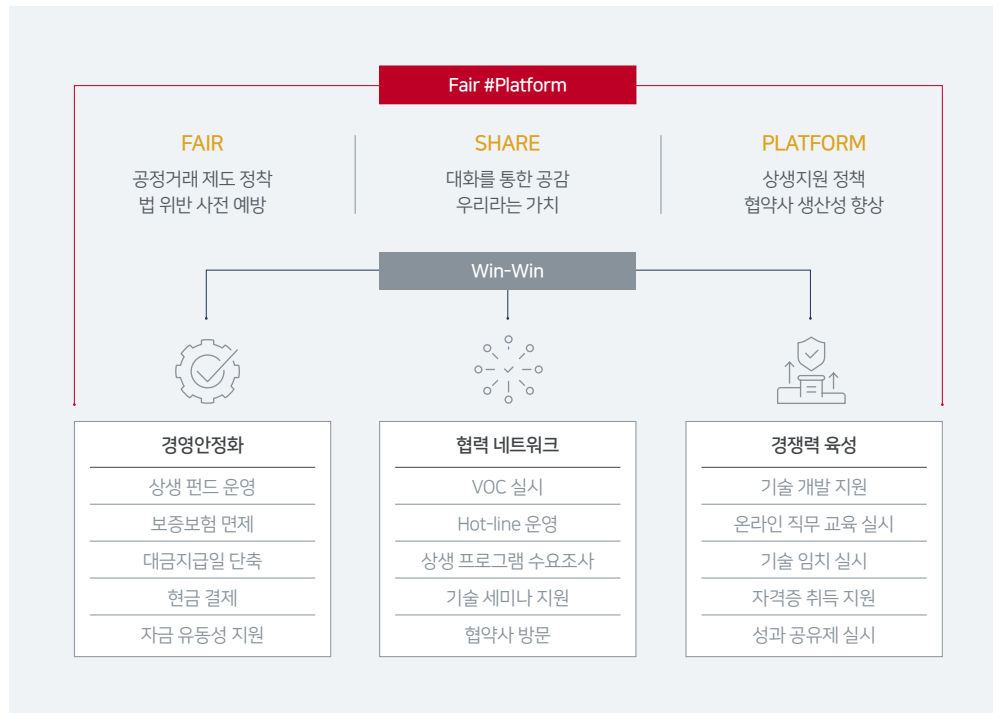 Fair #Platform
FAIR
공정거래 제도 정착
법 위반 사전 예방
SHARE
대화를 통한 공감
우리라는 가치
PLATFORM
상생지원 정책
협약사 생산성 향상
Win-Win
경영안정화
상생 펀드 운영
보증보험 면제
대금지급일 단축
현금 결제
자금 유동성 지원
협력 네트워크
VOC 실시
Hot-line 운영
상생 프로그램 수요조사
기술 세미나 지원
협약사 방문
경쟁력 육성
기술 개발 지원
온라인 직무 교육 실시
기술 임치 실시
자격증 취득 지원
성과 공유제 실시